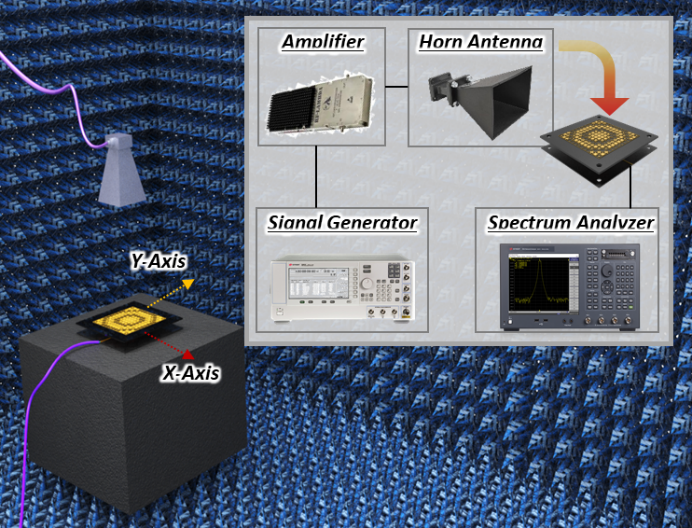 Amplifier
Horn Antenna
Signal Generator
Spectrum Analyzer
Y-Axis
X-Axis